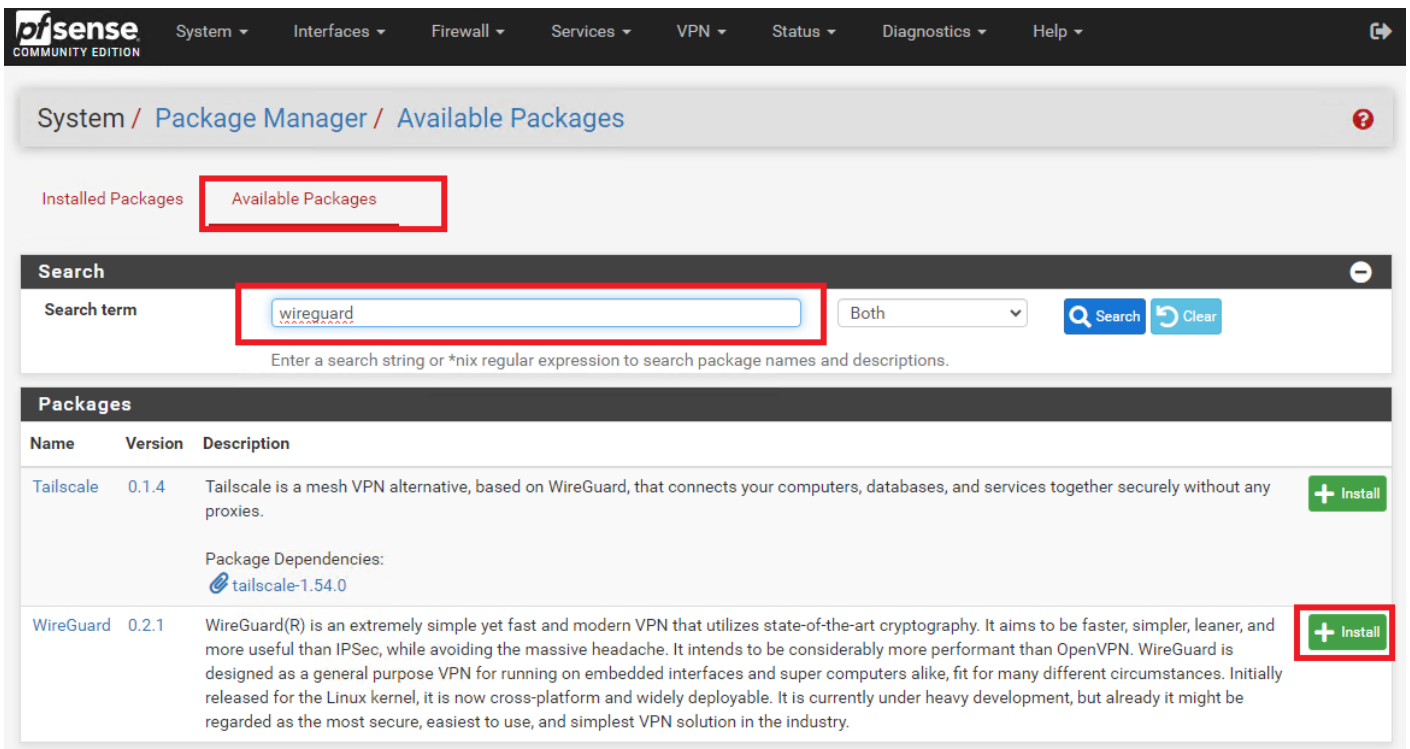 pfsense
COMMUNITY EDITION
System Interfaces Firewall Services VPN Status Diagnostics Help
System / Package Manager / Available Packages
Installed Packages Available Packages
Search
Search term wireguard Both Search Clear
Enter a search string or *nix regular expression to search package names and descriptions.
Packages
Name Version Description
Tailscale 0.1.4 Tailscale is a mesh VPN alternative, based on WireGuard, that connects your computers, databases, and services together securely without any
proxies.
Install
Package Dependencies:
tailscale-1.54.0
WireGuard 0.2.1 WireGuard(R) is an extremely simple yet fast and modern VPN that utilizes state-of-the-art cryptography. It aims to be faster, simpler, leaner, and
more useful than IPSec, while avoiding the massive headache. It intends to be considerably more performant than OpenVPN. WireGuard is
designed as a general purpose VPN for running on embedded interfaces and super computers alike, fit for many different circumstances. Initially
released for the Linux kernel, it is now cross-platform and widely deployable. It is currently under heavy development, but already it might be
regarded as the most secure, easiest to use, and simplest VPN solution in the industry.
Install